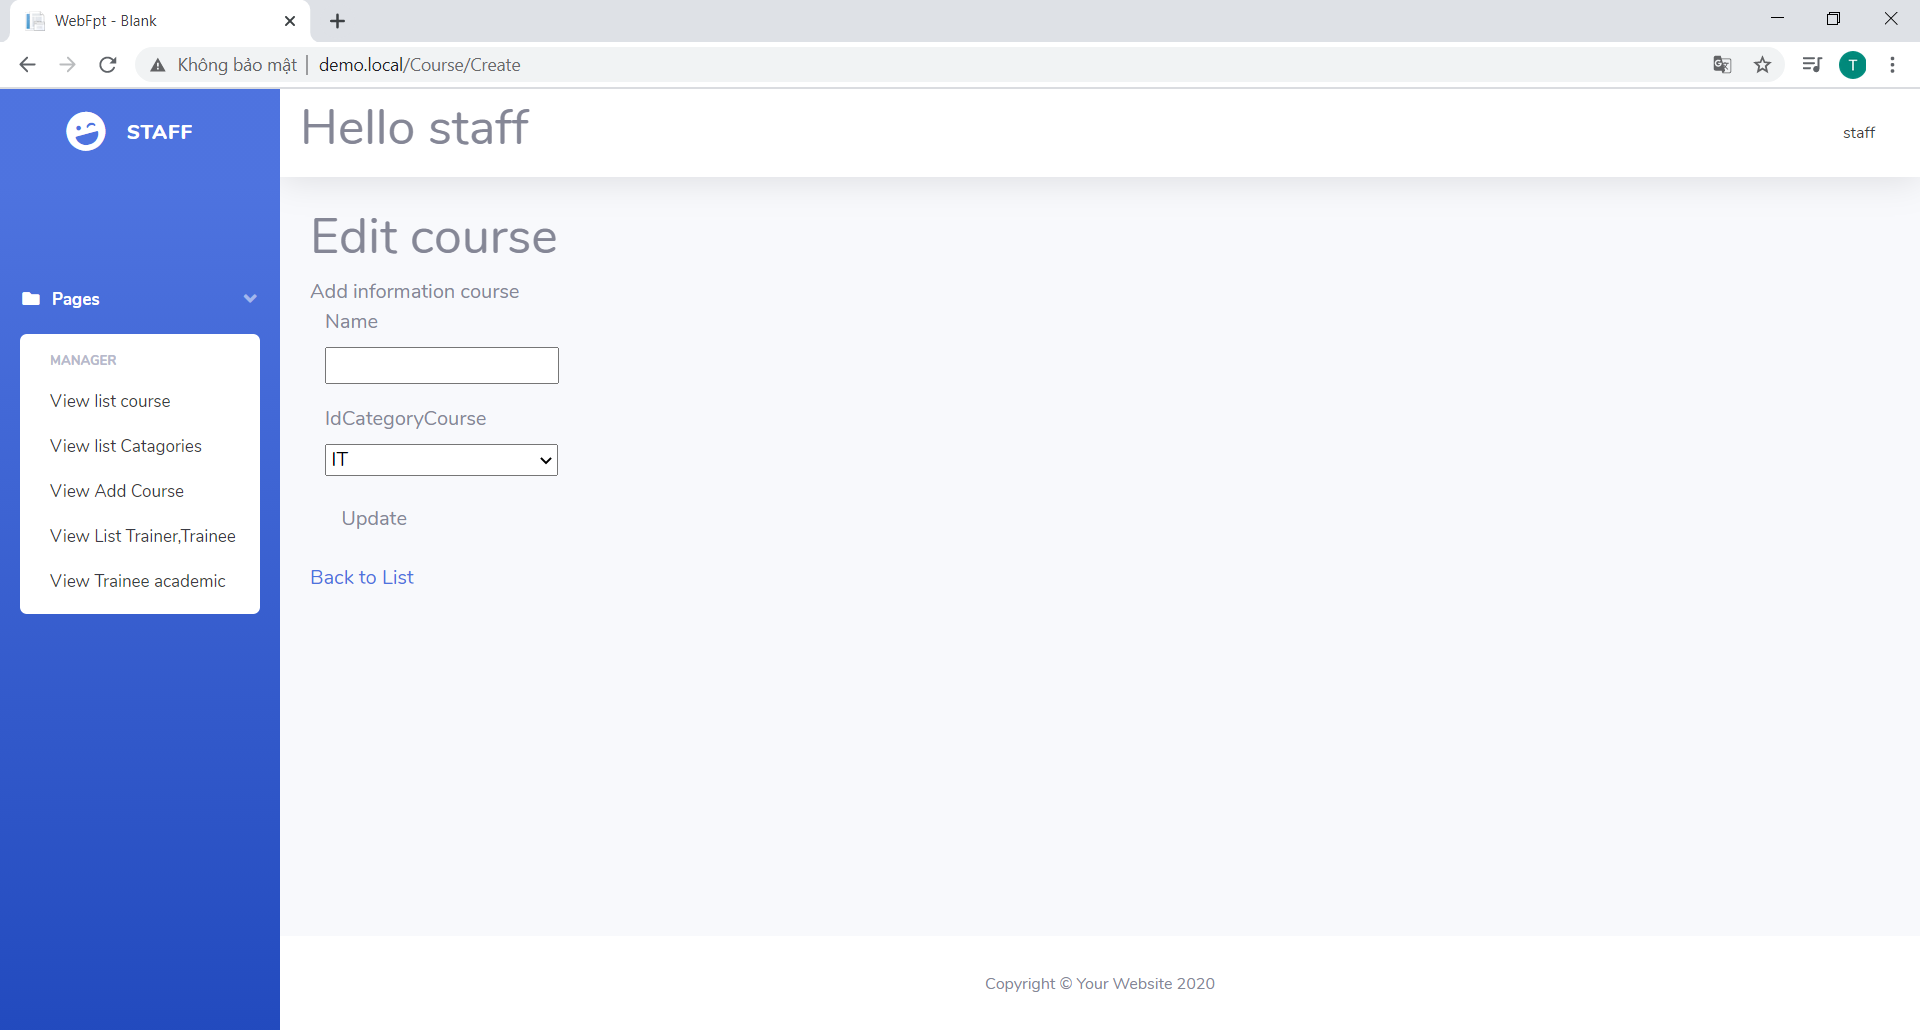 WebFpt - Blank
Không bảo mật | demo.local/Course/Create
T
STAFF
Hello staff
staff
Pages
MANAGER
View list course
View list Catagories
View Add Course
View List Trainer,Trainee
View Trainee academic
Edit course
Add information course
Name
IdCategoryCourse
IT
Update
Back to List
Copyright © Your Website 2020